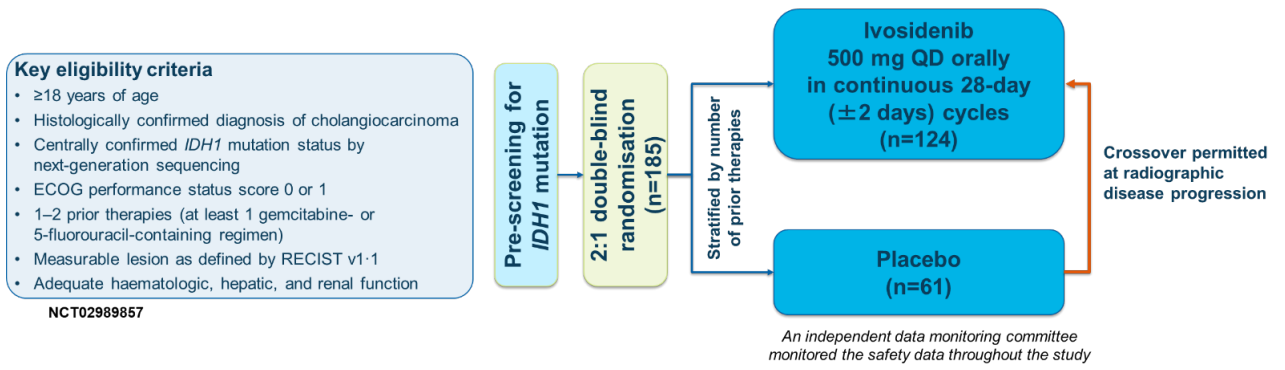 Key eligibility criteria
• ≥18 years of age
• Histologically confirmed diagnosis of cholangiocarcinoma
• Centrally confirmed IDH1 mutation status by
next-generation sequencing
• ECOG performance status score 0 or 1
• 1–2 prior therapies (at least 1 gemcitabine- or
5-fluorouracil-containing regimen)
• Measurable lesion as defined by RECIST v1·1
• Adequate haematologic, hepatic, and renal function
NCT02989857
Pre-screening for
IDH1 mutation
2:1 double-blind
randomisation
(n=185)
Stratified by number
of prior therapies
Ivosidenib
500 mg QD orally
in continuous 28-day
(±2 days) cycles
(n=124)
Placebo
(n=61)
Crossover permitted
at radiographic
disease progression
An independent data monitoring committee
monitored the safety data throughout the study